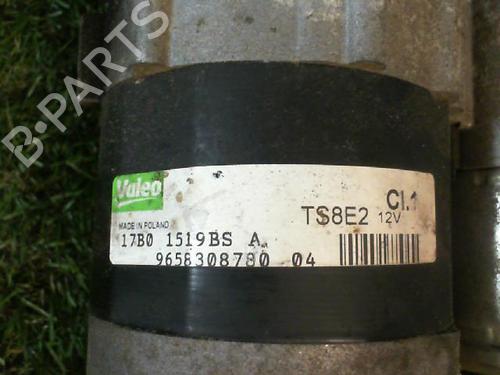 B-PARTS
Valeo
MADE IN POLAND
TS8E2 12V Cl.1
17B0 1519BS A
9658308780 04